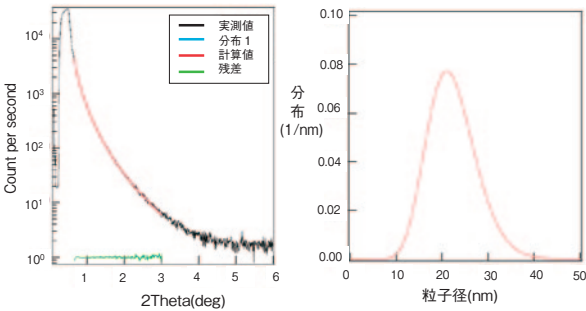 実測値
分布 1
計算値
残差
10⁴
10³
10²
10¹
10⁰
Count per second
1 2 3 4 5 6
2Theta(deg)
0.10
0.08
0.06
0.04
0.02
0.00
分
布
(1/nm)
0 10 20 30 40 50
粒子径(nm)